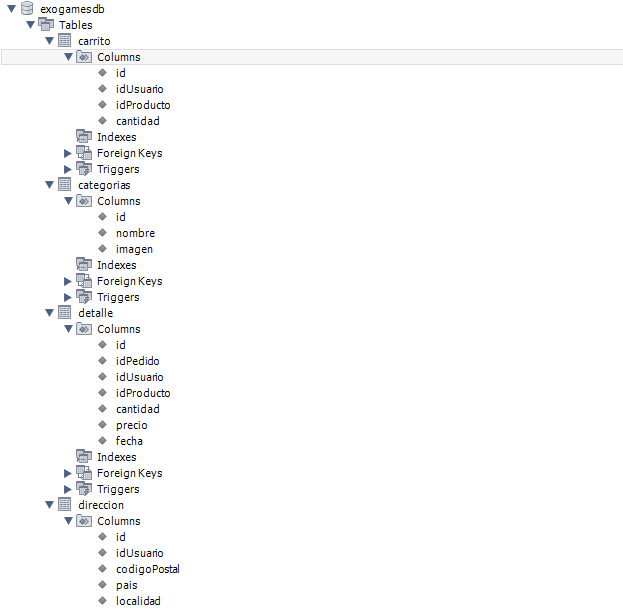 exogamesdb
Tables
carrito
Columns
id
idUsuario
idProducto
cantidad
Indexes
Foreign Keys
Triggers
categorias
Columns
id
nombre
imagen
Indexes
Foreign Keys
Triggers
detalle
Columns
id
idPedido
idUsuario
idProducto
cantidad
precio
fecha
Indexes
Foreign Keys
Triggers
direccion
Columns
id
idUsuario
codigoPostal
pais
localidad